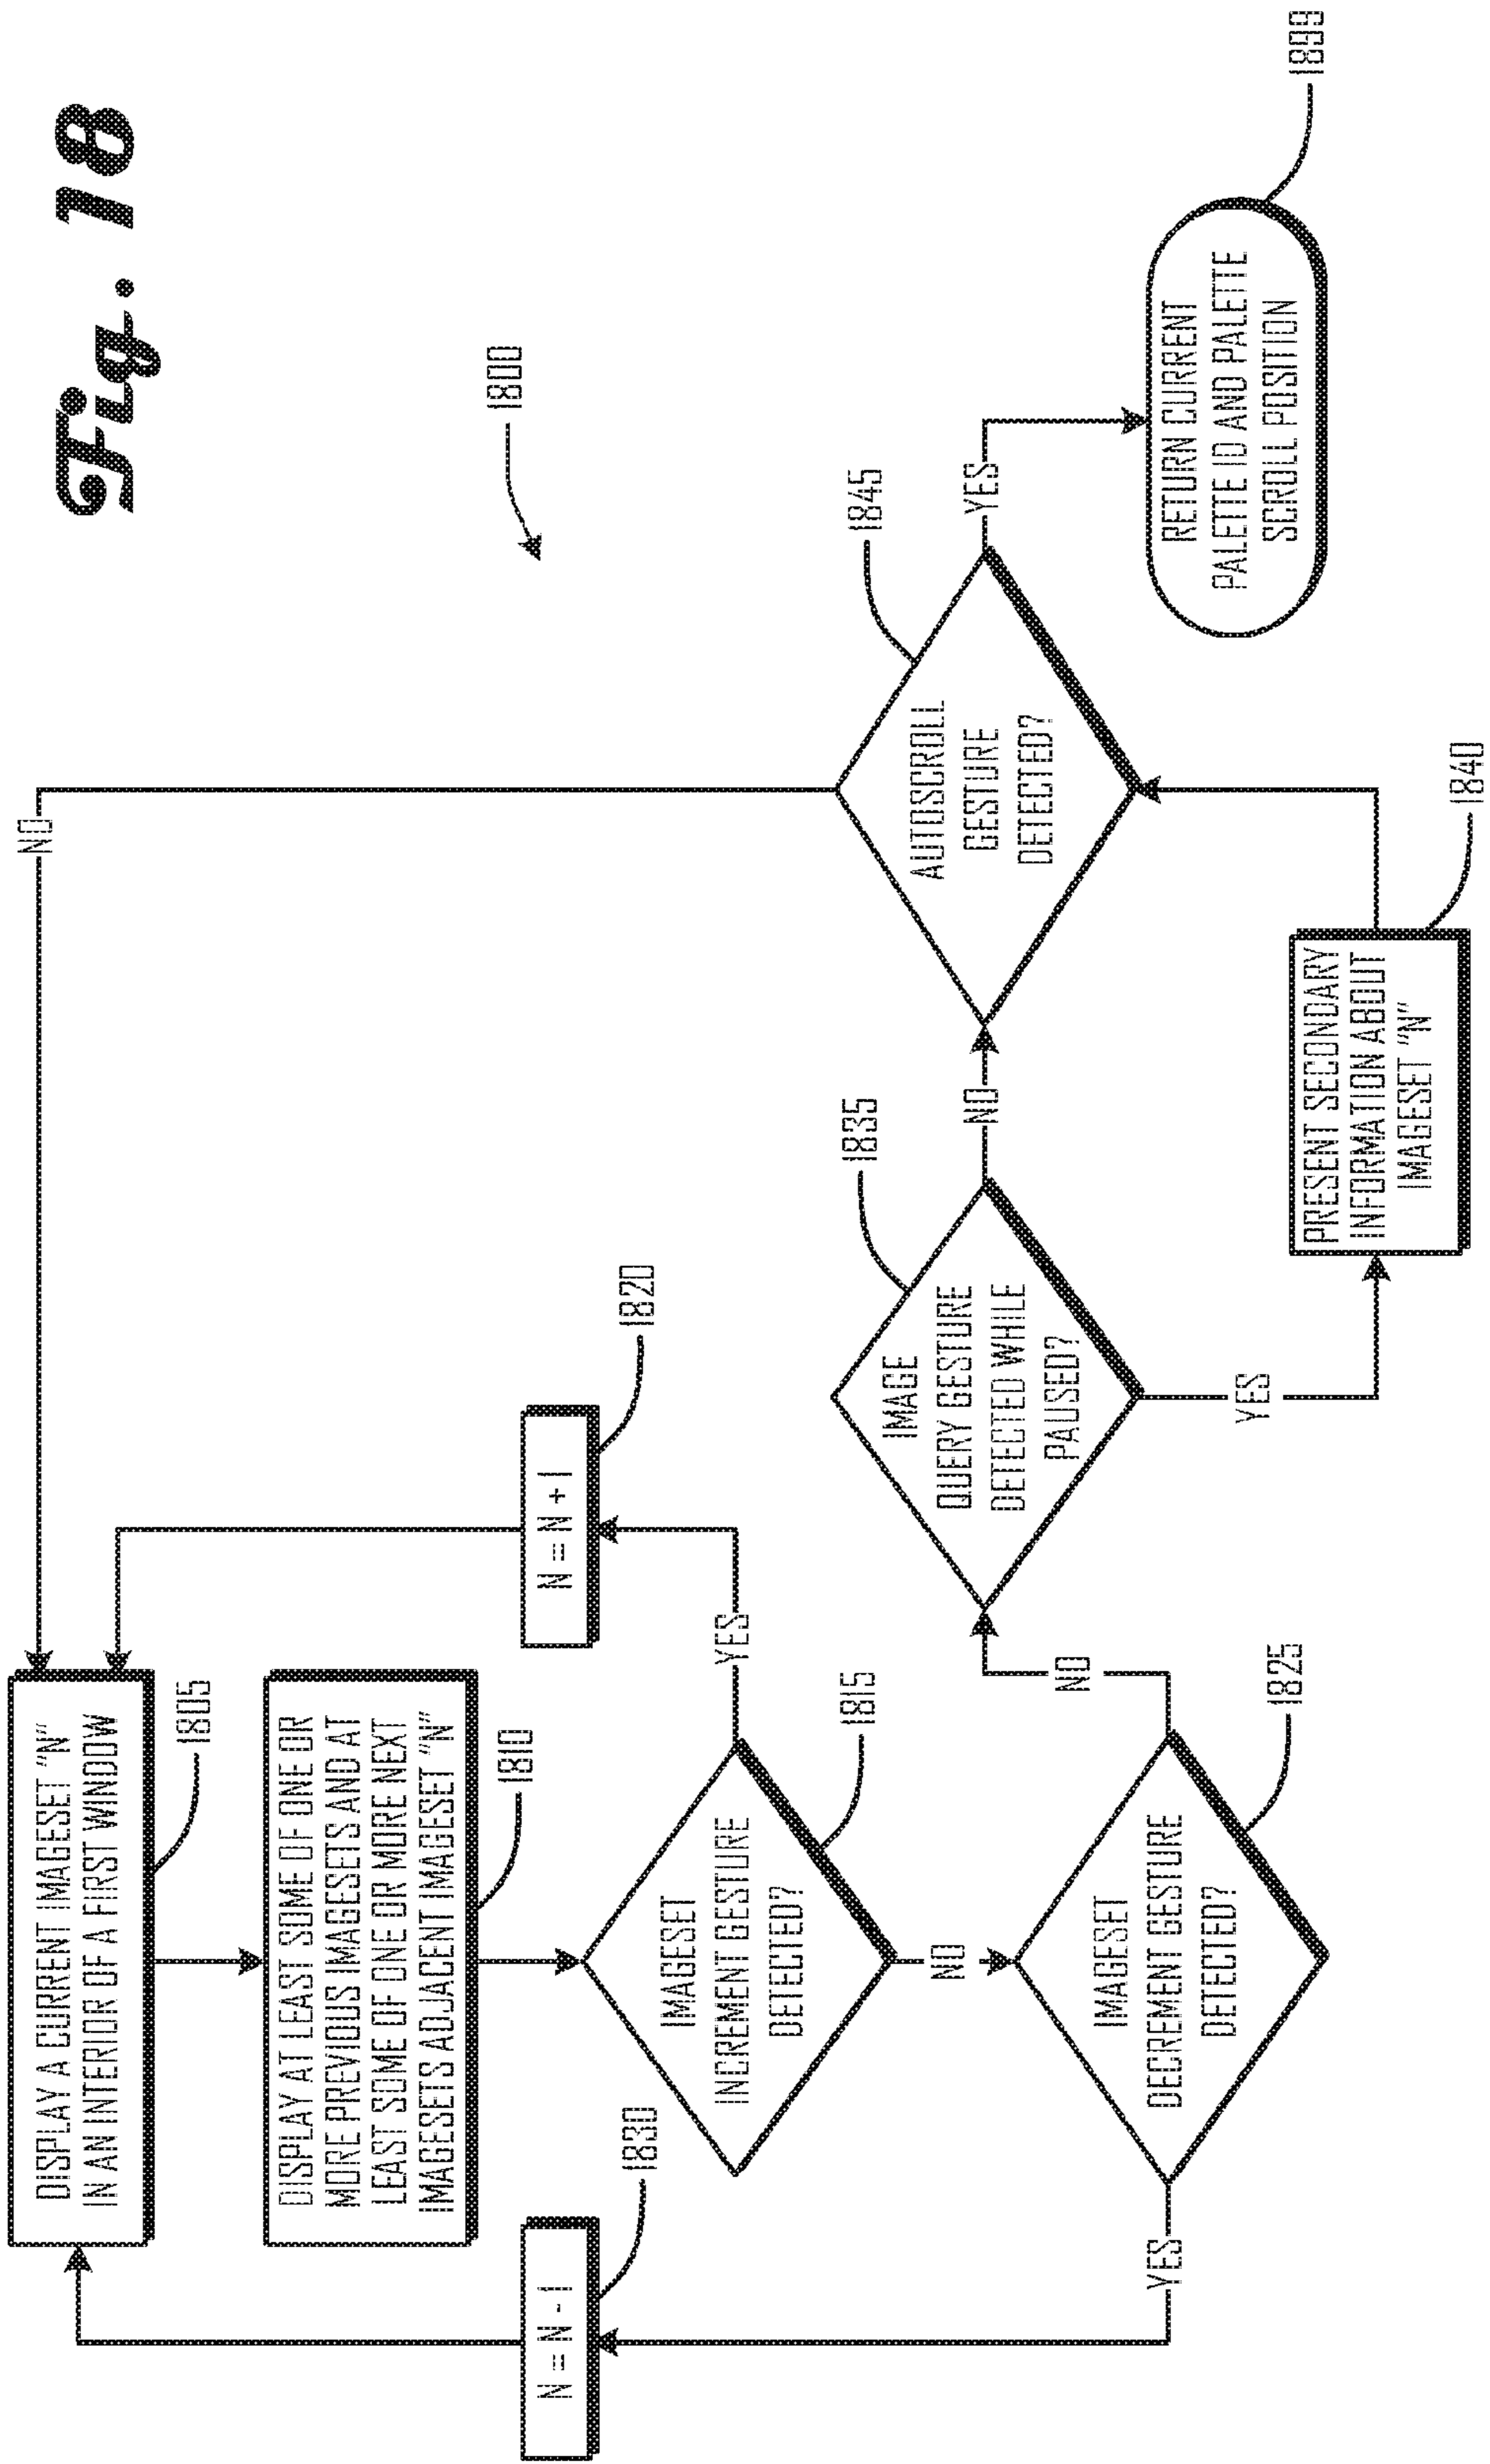 Fig. 18
1800
DISPLAY A CURRENT IMAGESET "N"
IN AN INTERIOR OF A FIRST WINDOW
1805
DISPLAY AT LEAST SOME OF ONE OR
MORE PREVIOUS IMAGESETS AND AT
LEAST SOME OF ONE OR MORE NEXT
IMAGESETS ADJACENT IMAGESET "N"
1810
IMAGESET
INCREMENT GESTURE
DETECTED?
1815
YES
N = N + 1
1820
NO
IMAGESET
DECREMENT GESTURE
DETECTED?
1825
YES
N = N - 1
1830
NO
IMAGE
QUERY GESTURE
DETECTED WHILE
PAUSED?
1835
YES
PRESENT SECONDARY
INFORMATION ABOUT
IMAGESET "N"
1840
NO
AUTOSCROLL
GESTURE
DETECTED?
1845
NO
YES
RETURN CURRENT
PALETTE ID AND PALETTE
SCROLL POSITION
1899